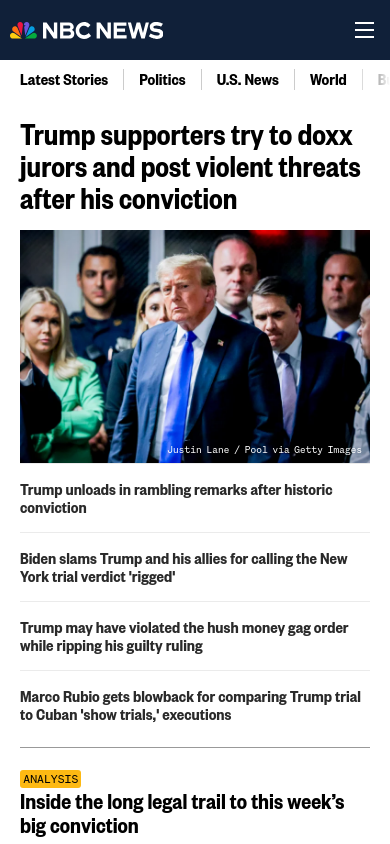 NBC NEWS
Latest Stories
Politics
U.S. News
World
Trump supporters try to doxx
jurors and post violent threats
after his conviction
Justin Lane / Pool via Getty Images
Trump unloads in rambling remarks after historic
conviction
Biden slams Trump and his allies for calling the New
York trial verdict 'rigged'
Trump may have violated the hush money gag order
while ripping his guilty ruling
Marco Rubio gets blowback for comparing Trump trial
to Cuban 'show trials,' executions
ANALYSIS
Inside the long legal trail to this week’s
big conviction